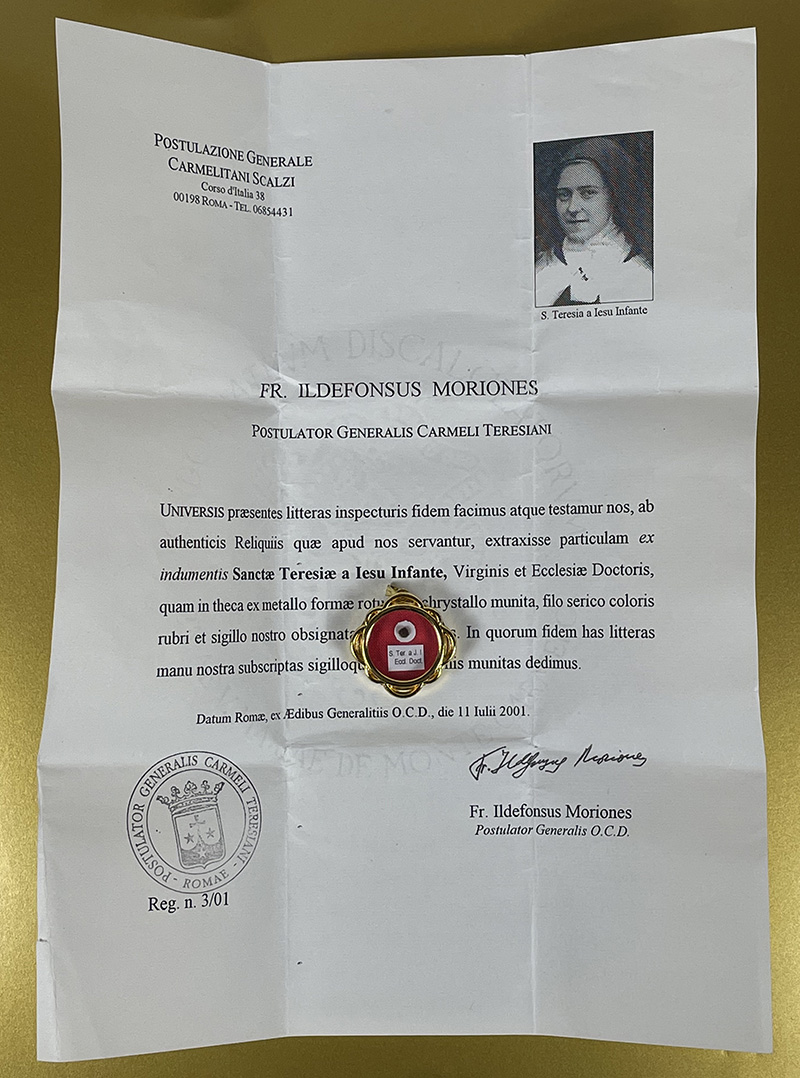 POSTULAZIONE GENERALE
CARMELITANI SCALZI
Corso d'Italia 38
00198 ROMA - TEL. 06854431
S. Teresia a Iesu Infante
FR. ILDEFONSUS MORIONES
POSTULATOR GENERALIS CARMELI TERESIANI
UNIVERSIS præsentes litteras inspecturis fidem facimus atque testamur nos, ab
authenticis Reliquiis quæ apud nos servantur, extraxisse particulam ex
indumentis Sanctæ Teresiæ a Iesu Infante, Virginis et Ecclesiæ Doctoris,
quam in theca ex metallo formæ chrystallo munita, filo serico coloris
rubri et sigillo nostro In quorum fidem has litteras
manu nostra subscriptas munitas dedimus.
S. Ter. a J. I.
Eccl. Doct.
Datum Romæ, ex Ædibus Generalitiis O.C.D., die 11 Iulii 2001.
Fr. Ildefonsus Moriones
Fr. Ildefonsus Moriones
Postulator Generalis O.C.D.
POSTULATOR GENERALIS CARMELI TERESIANI
- ROMAE -
Reg. n. 3/01